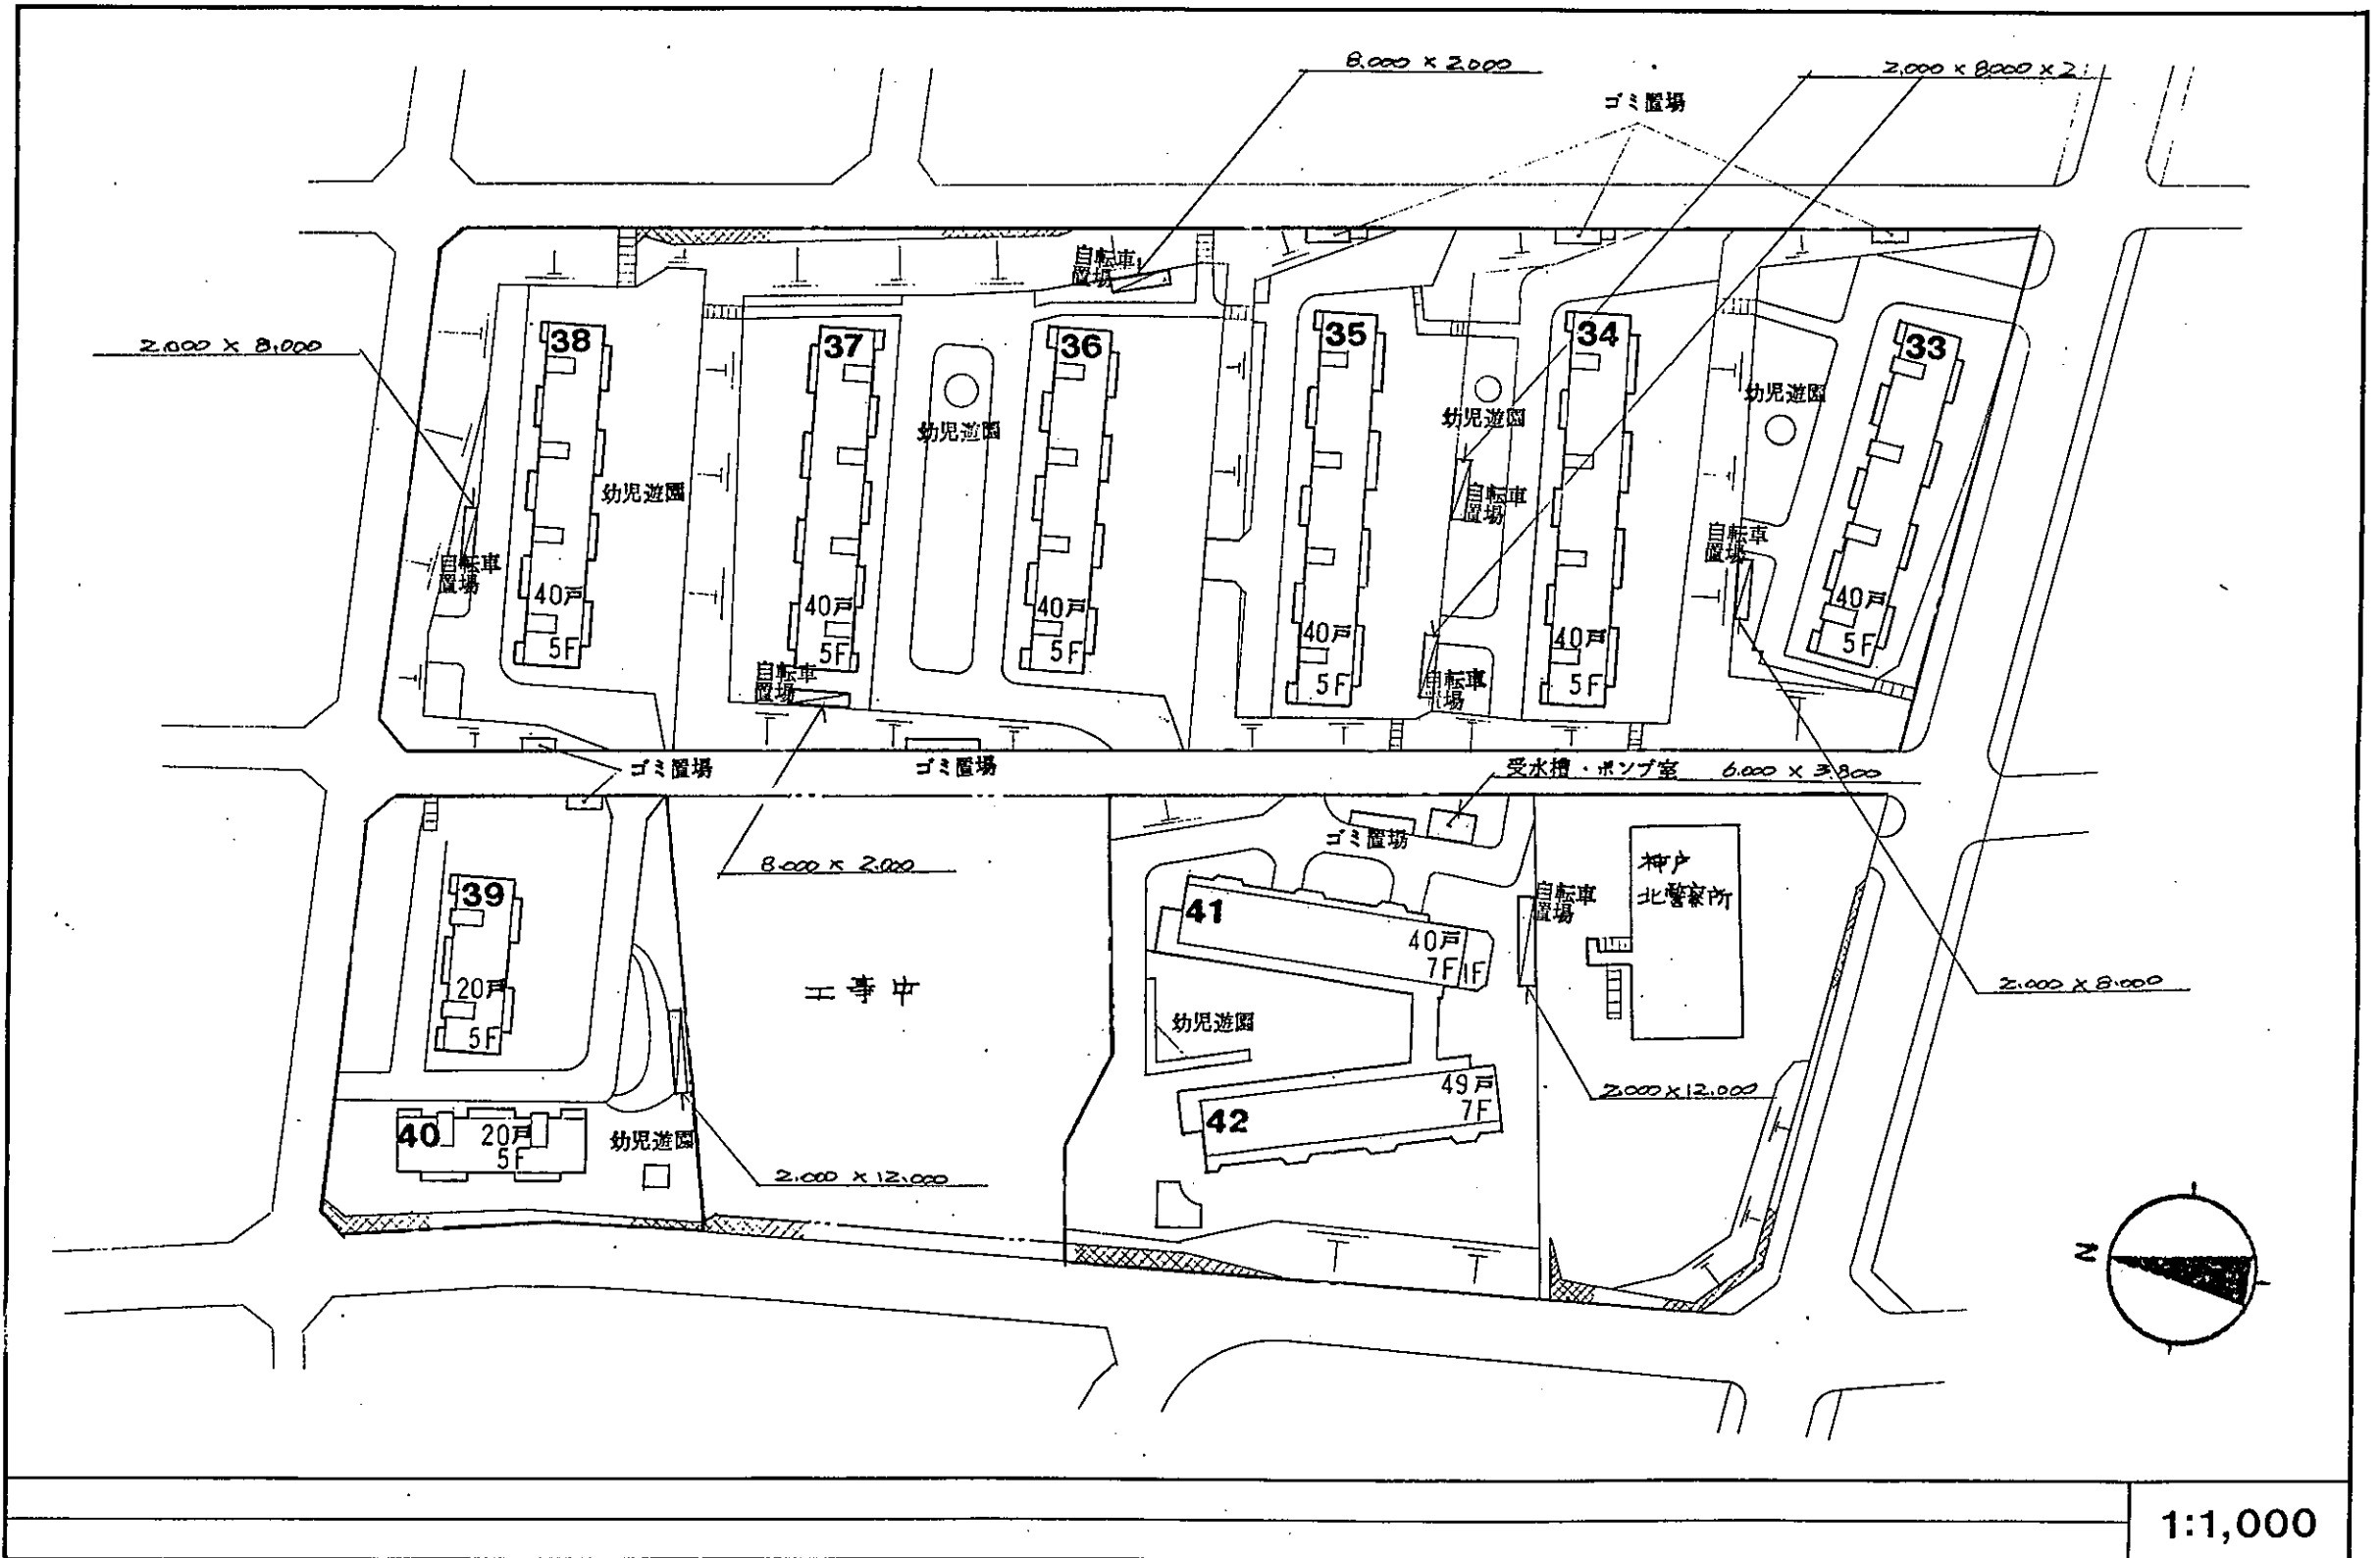 8.000 × 2.000
2.000 × 8000 × 2
ゴミ置場
自転車
置場
2.000 × 8.000
38
37
36
35
34
33
幼児遊園
幼児遊園
幼児遊園
幼児遊園
自転車
置場
自転車
置場
自転車
置場
40戸
5F
40戸
5F
40戸
5F
40戸
5F
40戸
5F
40戸
5F
自転車
置場
自転車
置場
ゴミ置場
ゴミ置場
受水槽・ポンプ室 6.000 × 3.800
ゴミ置場
8.000 × 2.000
神戸
北警察所
39
20戸
5F
41
40戸
7F
1F
自転車
置場
工事中
2.000 × 8.000
幼児遊園
49戸
7F
42
2.000×12.000
40
20戸
5F
幼児遊園
2.000 × 12.000
N
1:1,000